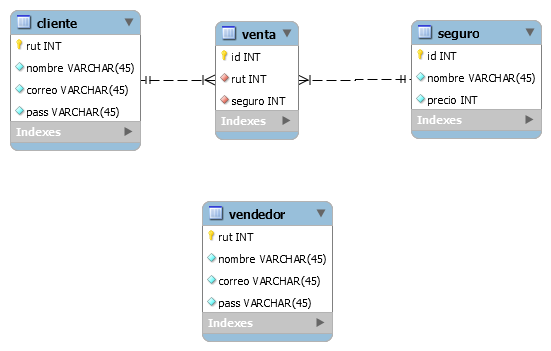 cliente
rut INT
nombre VARCHAR(45)
correo VARCHAR(45)
pass VARCHAR(45)
Indexes
venta
id INT
rut INT
seguro INT
Indexes
seguro
id INT
nombre VARCHAR(45)
precio INT
Indexes
vendedor
rut INT
nombre VARCHAR(45)
correo VARCHAR(45)
pass VARCHAR(45)
Indexes